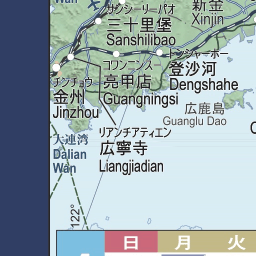 サンシーリーパオ
三十里堡
Sanshilibao
新金
Xinjin
コワンニンス
亮甲店
Guangningsi
トンシャーホー
登沙河
Dengshahe
チンチョウ
金州
Jinzhou
広鹿島
Guanglu Dao
大連湾
Dalian
Wan
リアンチアティエン
広寧寺
Liangjiadian
122°
日 月 火